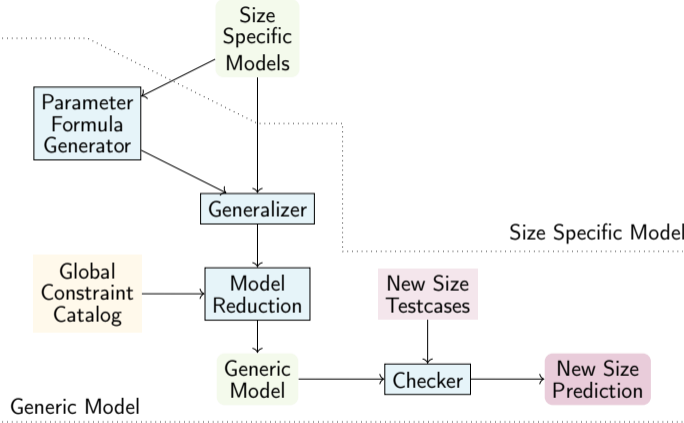 Size
Specific
Models
Parameter
Formula
Generator
Generalizer
Size Specific Model
Global
Constraint
Catalog
Model
Reduction
New Size
Testcases
Generic
Model
Checker
New Size
Prediction
Generic Model